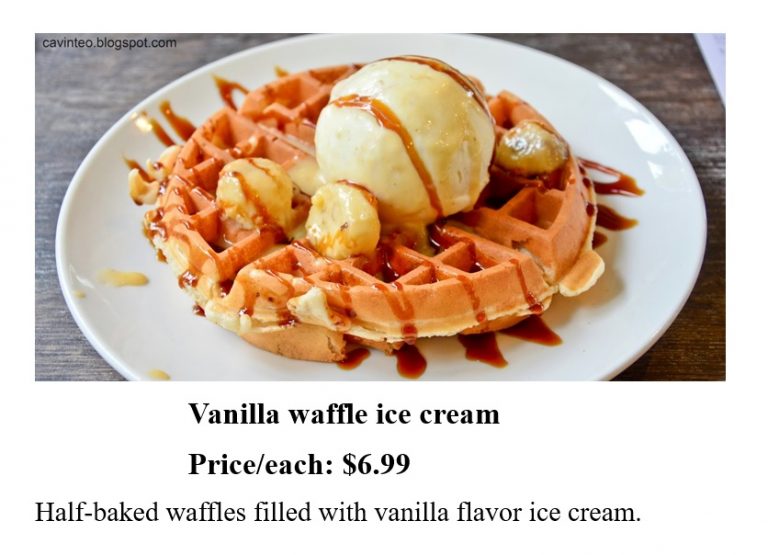 cavinteo.blogspot.com
Vanilla waffle ice cream
Price/each: $6.99
Half-baked waffles filled with vanilla flavor ice cream.